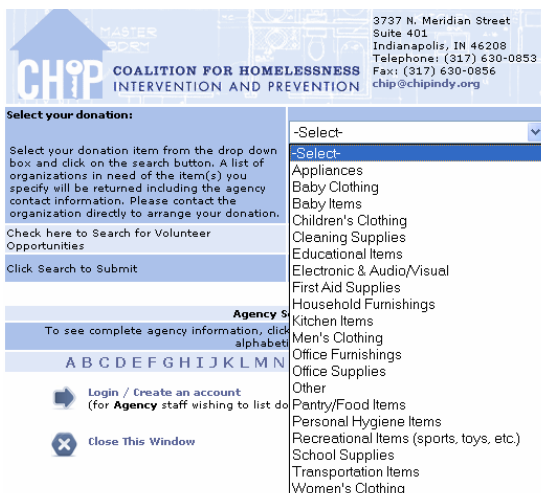 3737 N. Meridian Street
Suite 401
Indianapolis, IN 46208
Telephone: (317) 630-0853
Fax: (317) 630-0856
chip@chipindy.org
MASTER
BDRM
CHIP
COALITION FOR HOMELESSNESS
INTERVENTION AND PREVENTION
Select your donation:
Select your donation item from the drop down
box and click on the search button. A list of
organizations in need of the item(s) you
specify will be returned including the agency
contact information. Please contact the
organization directly to arrange your donation.
Check here to Search for Volunteer
Opportunities
Click Search to Submit
-Select-
-Select-
Appliances
Baby Clothing
Baby Items
Children's Clothing
Cleaning Supplies
Educational Items
Electronic & Audio/Visual
First Aid Supplies
Household Furnishings
Kitchen Items
Men's Clothing
Office Furnishings
Office Supplies
Other
Pantry/Food Items
Personal Hygiene Items
Recreational Items (sports, toys, etc.)
School Supplies
Transportation Items
Women's Clothing
Agency S
To see complete agency information, click
alphabeti
A B C D E F G H I J K L M N
Login / Create an account
(for Agency staff wishing to list do
Close This Window